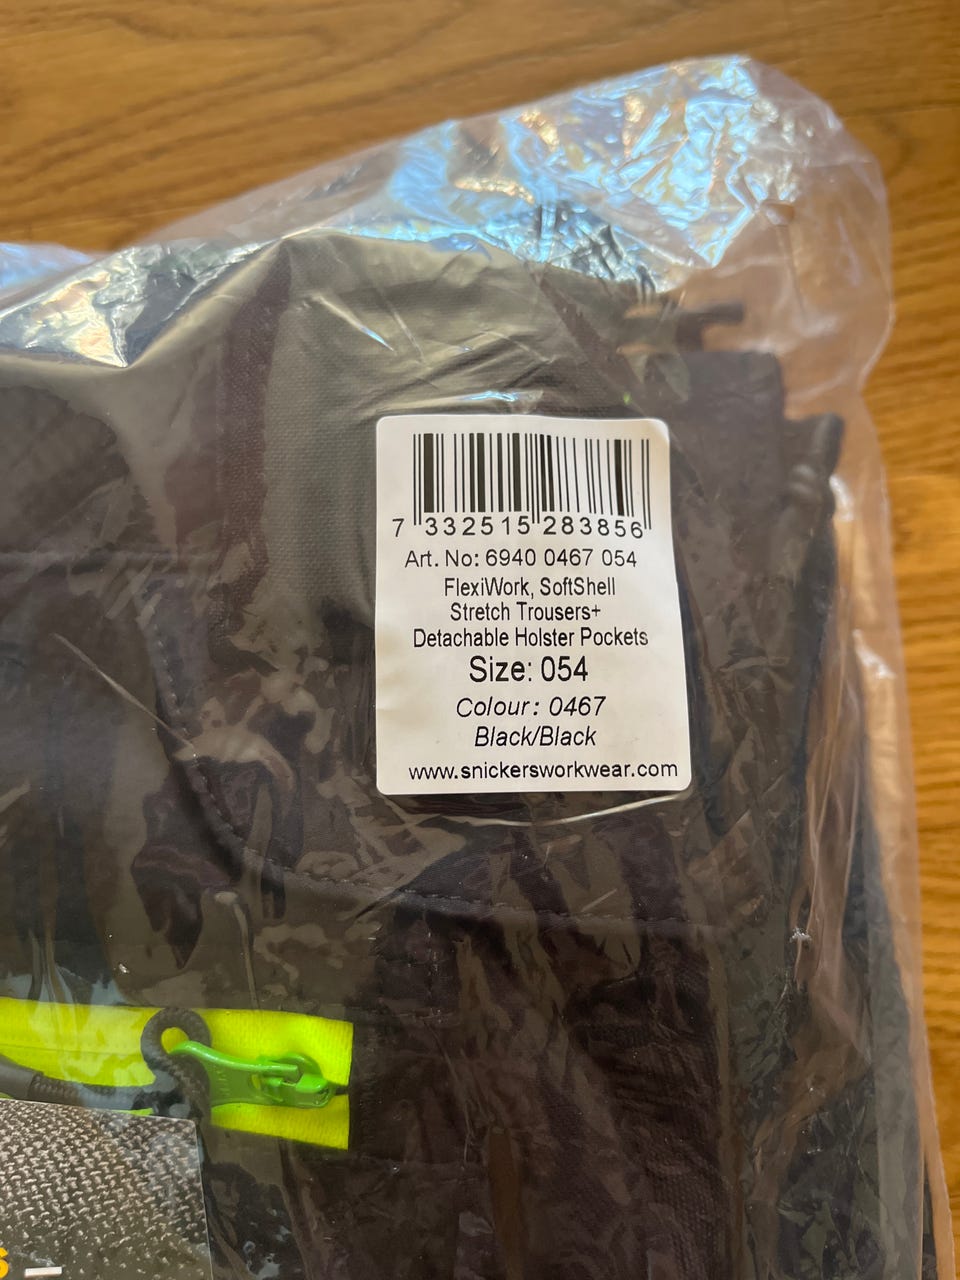 7 332515 283856
Art. No: 6940 0467 054
FlexiWork, SoftShell
Stretch Trousers+
Detachable Holster Pockets
Size: 054
Colour: 0467
Black/Black
www.snickersworkwear.com